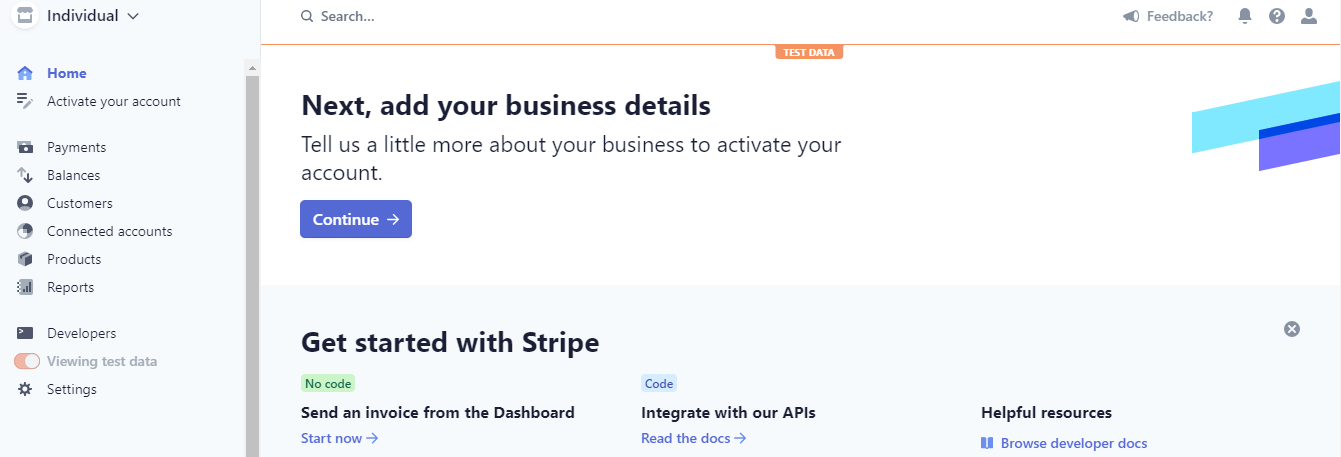 Individual
Search...
Feedback?
TEST DATA
Home
Activate your account
Payments
Balances
Customers
Connected accounts
Products
Reports
Developers
Viewing test data
Settings
Next, add your business details
Tell us a little more about your business to activate your
account.
Continue →
Get started with Stripe
No code
Send an invoice from the Dashboard
Start now →
Code
Integrate with our APIs
Read the docs →
Helpful resources
Browse developer docs